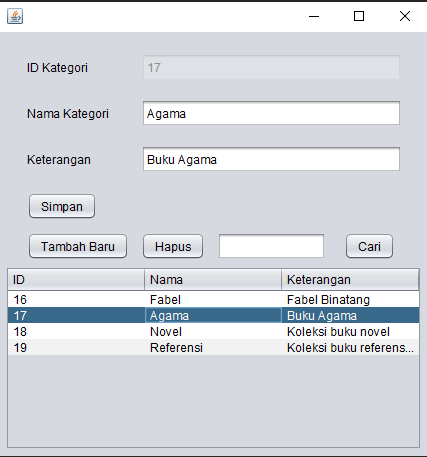 ID Kategori 17
Nama Kategori Agama
Keterangan Buku Agama
Simpan
Tambah Baru Hapus Cari
ID Nama Keterangan
16 Fabel Fabel Binatang
17 Agama Buku Agama
18 Novel Koleksi buku novel
19 Referensi Koleksi buku referens...